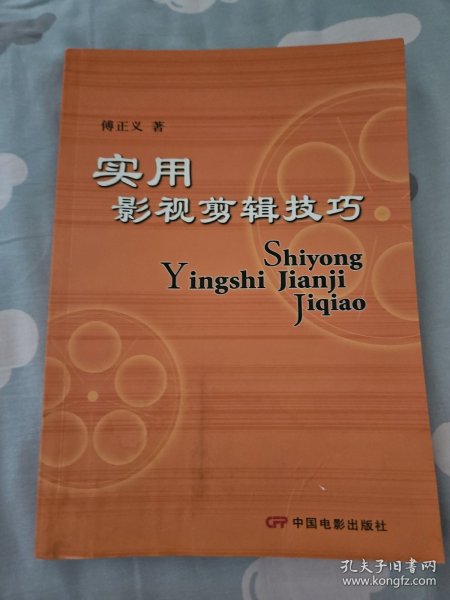 傅正义 著
实用
影视剪辑技巧
Shiyong
Yingshi Jianji
Jiqiao
CFP 中国电影出版社
孔夫子旧书网
www.kongfz.com